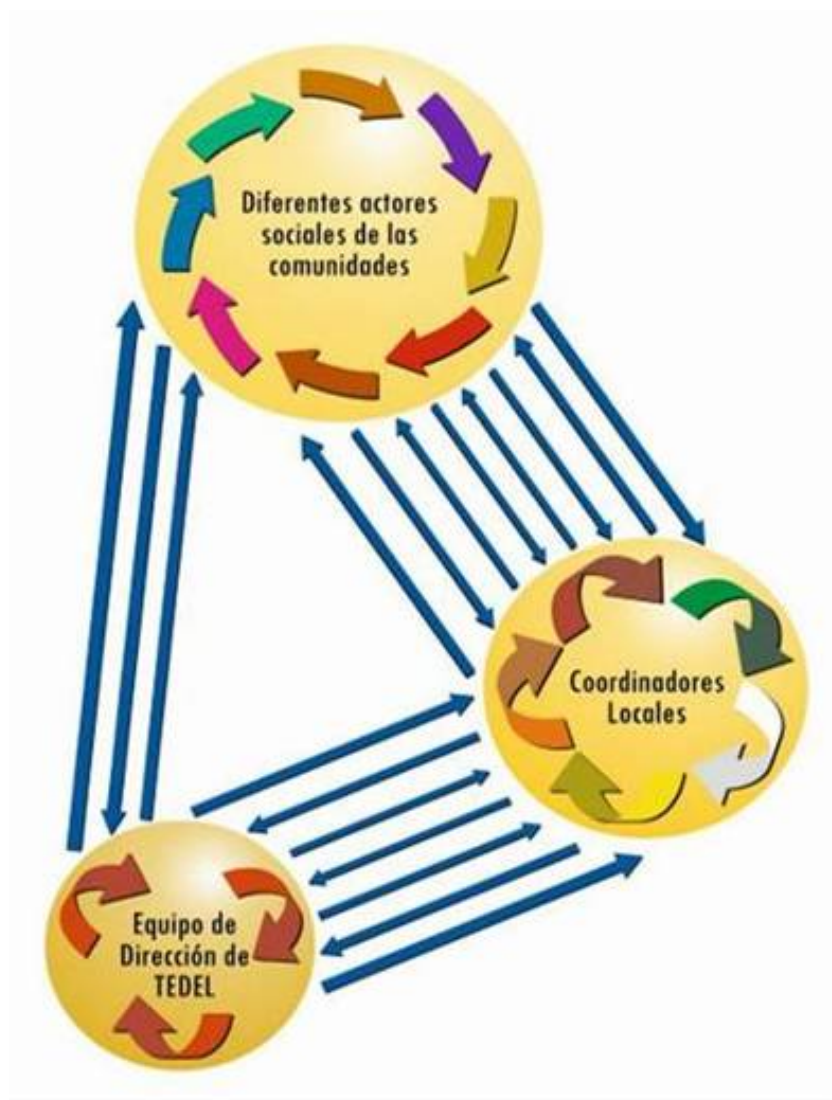 Diferentes actores
sociales de las
comunidades
Coordinadores
Locales
Equipo de
Dirección de
TEDEL